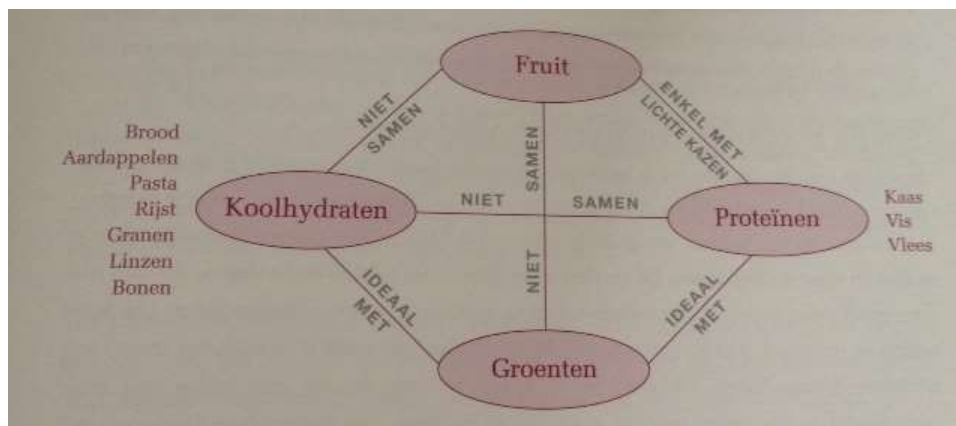 Fruit
NIET
SAMEN
ENKEL MET
LICHTE KAZEN
Brood
Aardappelen
Pasta
Rijst
Granen
Linzen
Bonen
Koolhydraten
NIET
SAMEN
NIET SAMEN
Proteïnen
Kaas
Vis
Vlees
IDEAAL
MET
IDEAAL
MET
Groenten